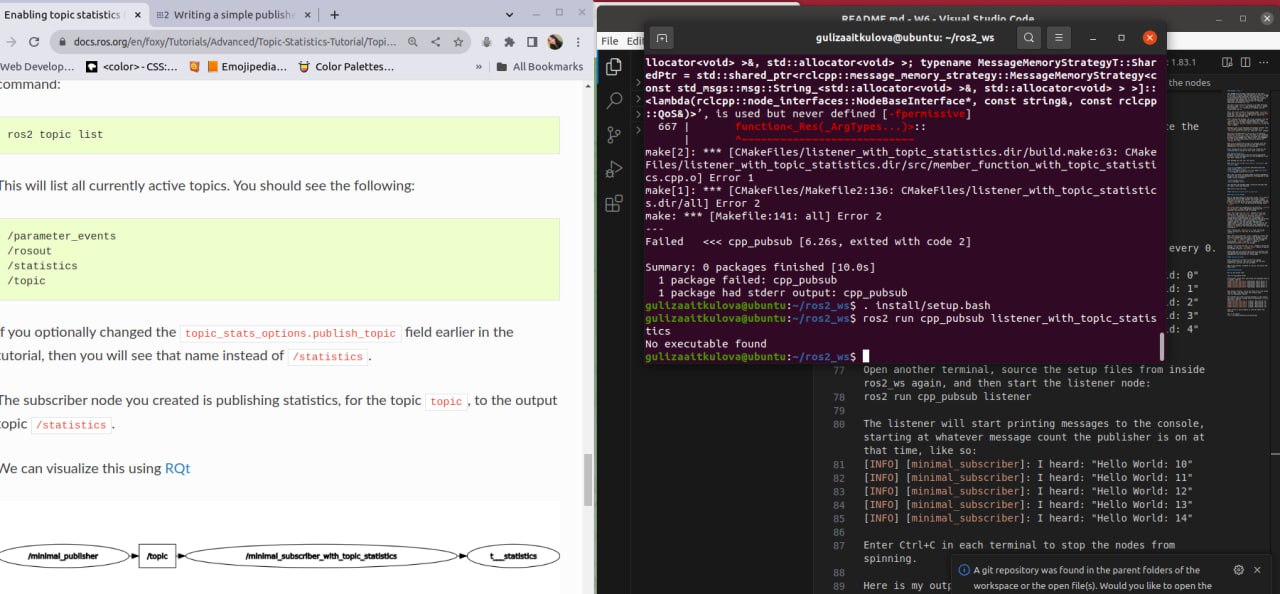 Enabling topic statistics
Writing a simple publishe
docs.ros.org/en/foxy/Tutorials/Advanced/Topic-Statistics-Tutorial/Topi...
Web Develop...
<color> - CSS:...
Emojipedia...
Color Palettes...
All Bookmarks
command:
ros2 topic list
This will list all currently active topics. You should see the following:
/parameter_events
/rosout
/statistics
/topic
If you optionally changed the topic_stats_options.publish_topic field earlier in the
tutorial, then you will see that name instead of /statistics.
The subscriber node you created is publishing statistics, for the topic topic, to the output
topic /statistics.
We can visualize this using RQt
/minimal_publisher
/topic
/minimal_subscriber_with_topic_statistics
t__statistics
README.md - W6 - Visual Studio Code
File Edi
gulizaaitkulova@ubuntu: ~/ros2_ws
1.83.1
the nodes
te the
every 0.
d: 0"
d: 1"
d: 2"
d: 3"
d: 4"
llocator<void> >&, std::allocator<void> >; typename MessageMemoryStrategyT::Shar
edPtr = std::shared_ptr<rclcpp::message_memory_strategy::MessageMemoryStrategy<c
onst std_msgs::msg::String_<std::allocator<void> >&, std::allocator<void> > >]::
<lambda(rclcpp::node_interfaces::NodeBaseInterface*, const string&, const rclcpp
::QoS&)>', is used but never defined [-fpermissive]
667 | function<_Res(_ArgTypes...)>::
| ^~~~~~~~~~~~~~~~~~~~~~~~~~~
make[2]: *** [CMakeFiles/listener_with_topic_statistics.dir/build.make:63: CMake
Files/listener_with_topic_statistics.dir/src/member_function_with_topic_statisti
cs.cpp.o] Error 1
make[1]: *** [CMakeFiles/Makefile2:136: CMakeFiles/listener_with_topic_statistic
s.dir/all] Error 2
make: *** [Makefile:141: all] Error 2
---
Failed <<< cpp_pubsub [6.26s, exited with code 2]
Summary: 0 packages finished [10.0s]
1 package failed: cpp_pubsub
1 package had stderr output: cpp_pubsub
gulizaaitkulova@ubuntu:~/ros2_ws$ . install/setup.bash
gulizaaitkulova@ubuntu:~/ros2_ws$ ros2 run cpp_pubsub listener_with_topic_statis
tics
No executable found
gulizaaitkulova@ubuntu:~/ros2_ws$
77 Open another terminal, source the setup files from inside
ros2_ws again, and then start the listener node:
78 ros2 run cpp_pubsub listener
79
80 The listener will start printing messages to the console,
starting at whatever message count the publisher is on at
that time, like so:
81 [INFO] [minimal_subscriber]: I heard: "Hello World: 10"
82 [INFO] [minimal_subscriber]: I heard: "Hello World: 11"
83 [INFO] [minimal_subscriber]: I heard: "Hello World: 12"
84 [INFO] [minimal_subscriber]: I heard: "Hello World: 13"
85 [INFO] [minimal_subscriber]: I heard: "Hello World: 14"
86
87 Enter Ctrl+C in each terminal to stop the nodes from
spinning.
88
89 Here is my outp
A git repository was found in the parent folders of the
workspace or the open file(s). Would you like to open the